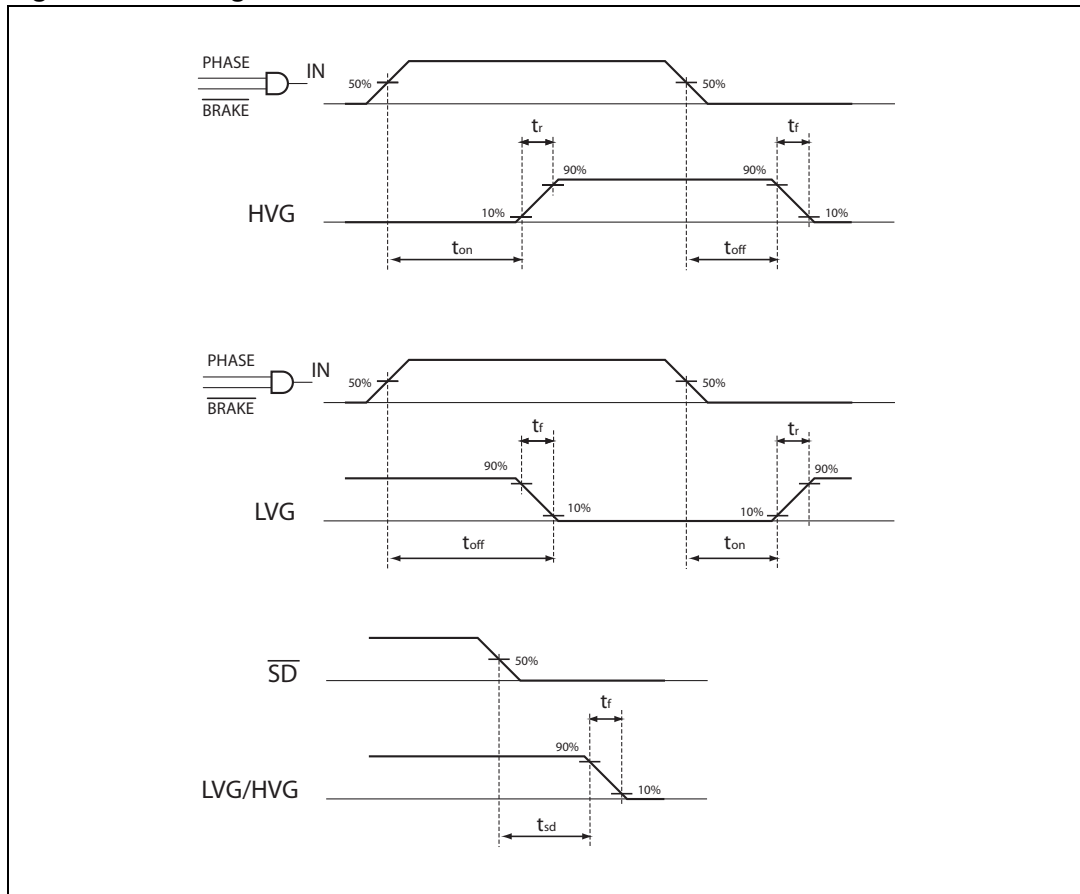 PHASE
IN
BRAKE
50%
50%
tr
tf
90%
90%
HVG
10%
10%
ton
toff
PHASE
IN
BRAKE
50%
50%
tf
tr
90%
90%
LVG
10%
10%
toff
ton
SD
50%
tf
90%
LVG/HVG
10%
tsd